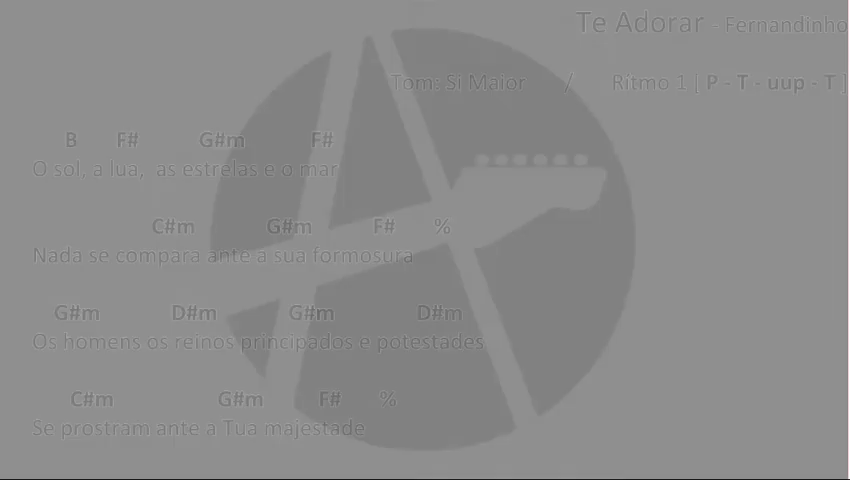 Te Adorar - Fernandinho
Tom: Si Maior / Ritmo 1 [ P - T - uup - T ]
B F# G#m F#
O sol, a lua, as estrelas e o mar
C#m G#m F# %
Nada se compara ante a sua formosura
G#m D#m G#m D#m
Os homens os reinos principados e potestades
C#m G#m F# %
Se prostram ante a Tua majestade